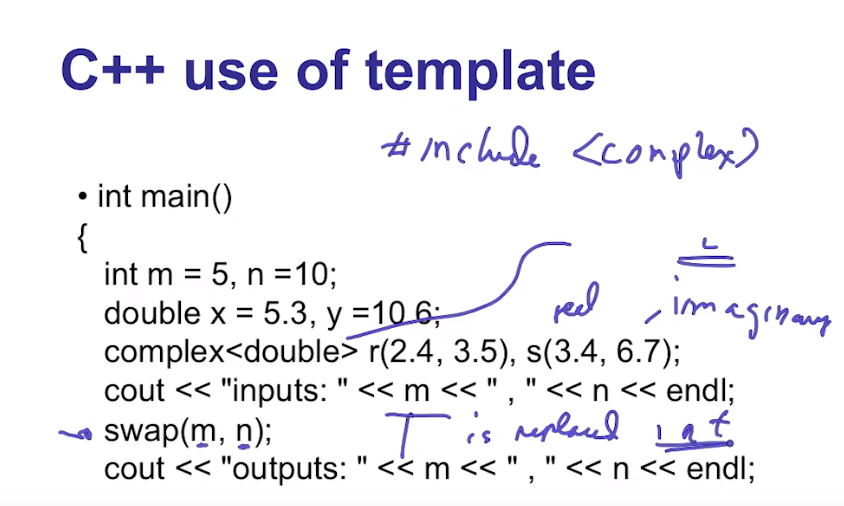 C++ use of template
#include <complex>
• int main()
{
int m = 5, n =10;
double x = 5.3, y =10.6;
real , imaginary
complex<double> r(2.4, 3.5), s(3.4, 6.7);
cout << "inputs: " << m << " , " << n << endl;
swap(m, n);
T is replaced int
cout << "outputs: " << m << " , " << n << endl;